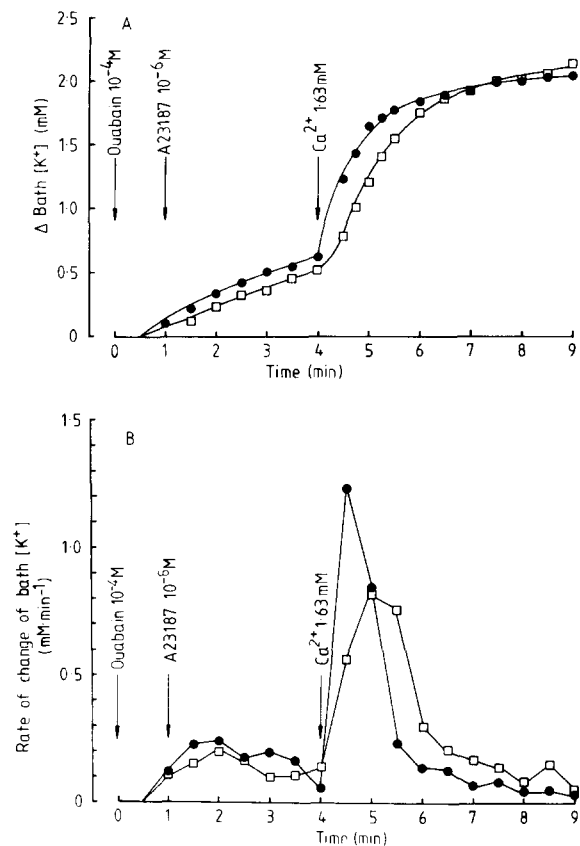 A
Δ Bath [K⁺] (mM)
2·5
2·0
1·5
1·0
0·5
0
Ouabain 10⁻⁴M
A23187 10⁻⁶M
Ca²⁺ 1·63mM
0 1 2 3 4 5 6 7 8 9
Time (min)
B
Rate of change of bath [K⁺]
(mM·min⁻¹)
1·5
1·0
0·5
0
Ouabain 10⁻⁴M
A23187 10⁻⁶M
Ca²⁺ 1·63mM
0 1 2 3 4 5 6 7 8 9
Time (min)